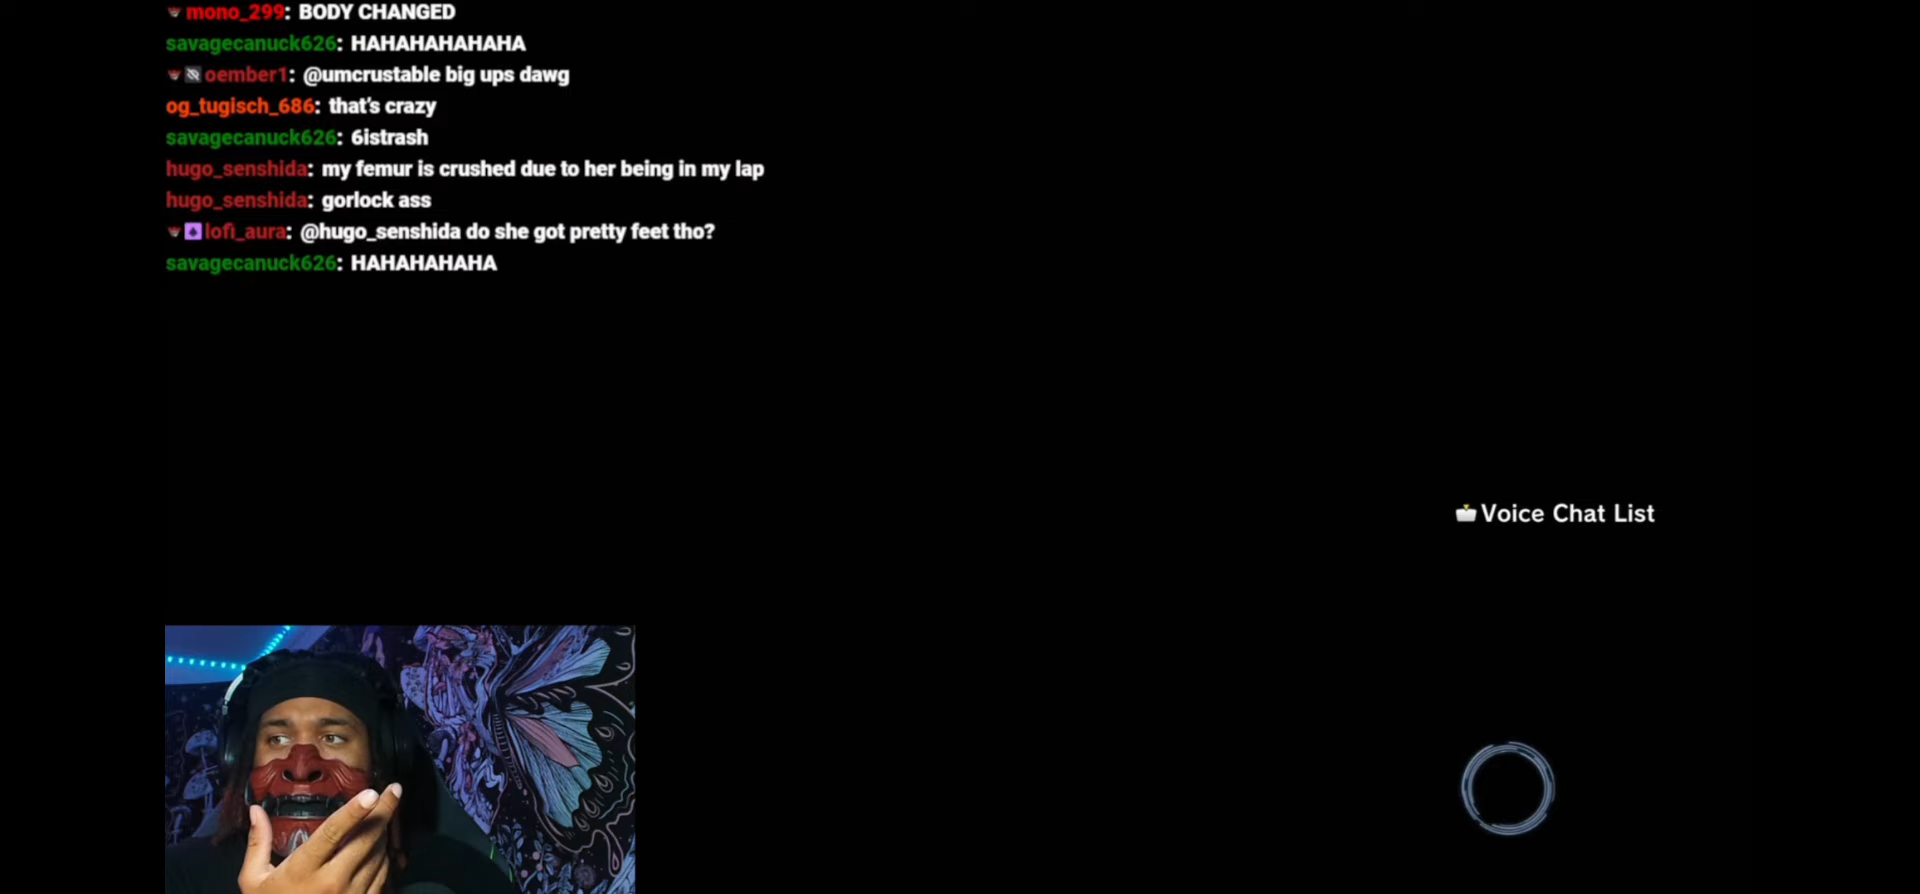 mono_299: BODY CHANGED
savagecanuck626: HAHAHAHAHAHA
oember1: @umcrustable big ups dawg
og_tugisch_686: that's crazy
savagecanuck626: 6istrash
hugo_senshida: my femur is crushed due to her being in my lap
hugo_senshida: gorlock ass
lofi_aura: @hugo_senshida do she got pretty feet tho?
savagecanuck626: HAHAHAHAHA
Voice Chat List